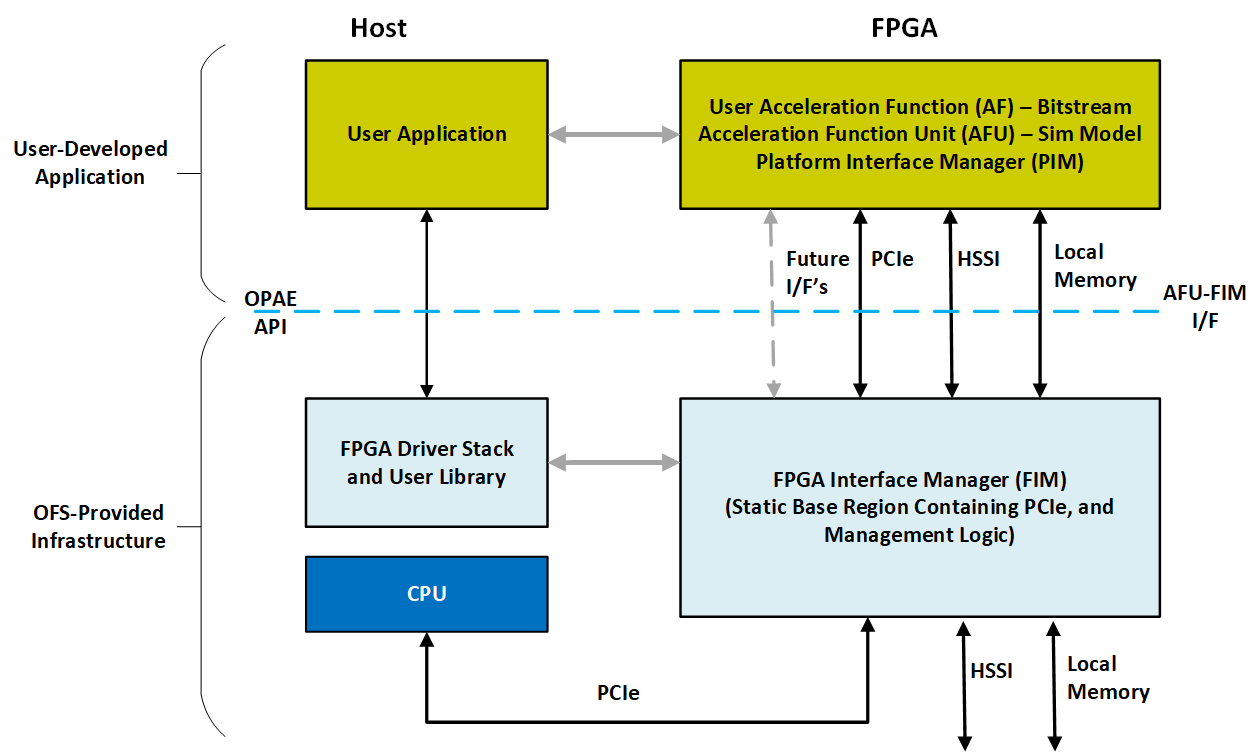 Host
FPGA
User-Developed
Application
User Application
User Acceleration Function (AF) – Bitstream
Acceleration Function Unit (AFU) – Sim Model
Platform Interface Manager (PIM)
Future
I/F's
PCIe
HSSI
Local
Memory
OPAE
API
AFU-FIM
I/F
OFS-Provided
Infrastructure
FPGA Driver Stack
and User Library
FPGA Interface Manager (FIM)
(Static Base Region Containing PCIe, and
Management Logic)
CPU
PCIe
HSSI
Local
Memory